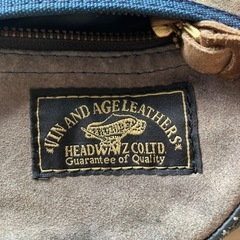 "VIN AND AGE LEATHERS"
HEADWAYZ CO.LTD.
Guarantee of Quality